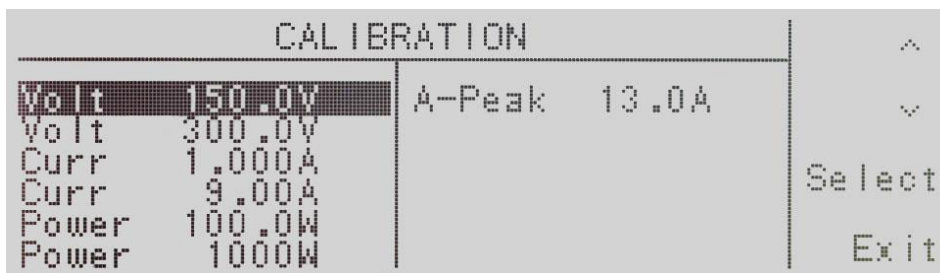 CALIBRATION
Volt 150.0V
Volt 300.0V
Curr 1.000A
Curr 9.00A
Power 100.0W
Power 1000W
A-Peak 13.0A
^
v
Select
Exit